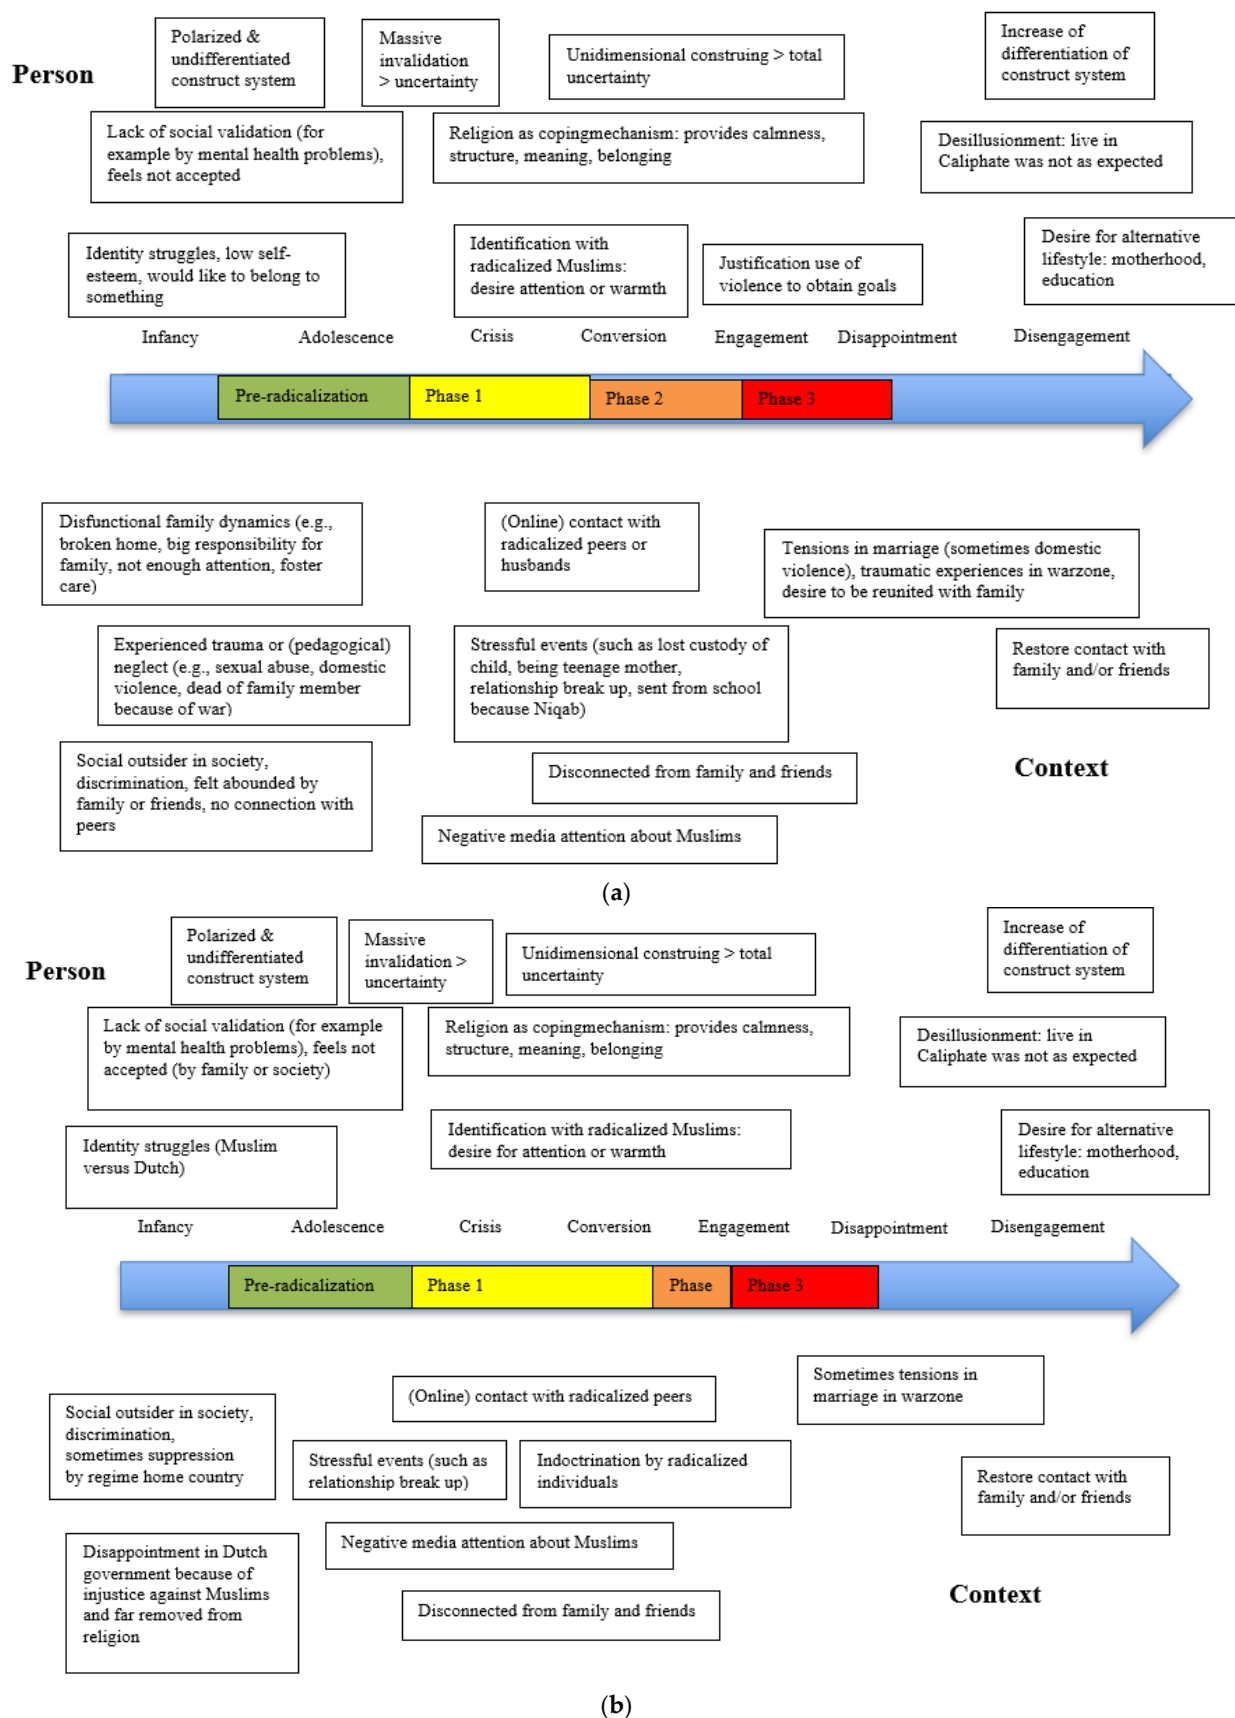 Polarized &
undifferentiated
construct system
Massive
invalidation
> uncertainty
Unidimensional construing > total
uncertainty
Increase of
differentiation of
construct system
Person
Lack of social validation (for
example by mental health problems),
feels not accepted
Religion as copingmechanism: provides calmness,
structure, meaning, belonging
Desillusionment: live in
Caliphate was not as expected
Identity struggles, low self-
esteem, would like to belong to
something
Identification with
radicalized Muslims:
desire attention or warmth
Justification use of
violence to obtain goals
Desire for alternative
lifestyle: motherhood,
education
Infancy
Adolescence
Crisis
Conversion
Engagement
Disappointment
Disengagement
Pre-radicalization
Phase 1
Phase 2
Phase 3
Disfunctional family dynamics (e.g.,
broken home, big responsibility for
family, not enough attention, foster
care)
(Online) contact with
radicalized peers or
husbands
Tensions in marriage (sometimes domestic
violence), traumatic experiences in warzone,
desire to be reunited with family
Experienced trauma or (pedagogical)
neglect (e.g., sexual abuse, domestic
violence, dead of family member
because of war)
Stressful events (such as lost custody of
child, being teenage mother,
relationship break up, sent from school
because Niqab)
Restore contact with
family and/or friends
Social outsider in society,
discrimination, felt abounded by
family or friends, no connection with
peers
Disconnected from family and friends
Context
Negative media attention about Muslims
(a)
Polarized &
undifferentiated
construct system
Massive
invalidation >
uncertainty
Unidimensional construing > total
uncertainty
Increase of
differentiation of
construct system
Person
Lack of social validation (for example
by mental health problems), feels not
accepted (by family or society)
Religion as copingmechanism: provides calmness,
structure, meaning, belonging
Desillusionment: live in
Caliphate was not as expected
Identity struggles (Muslim
versus Dutch)
Identification with radicalized Muslims:
desire for attention or warmth
Desire for alternative
lifestyle: motherhood,
education
Infancy
Adolescence
Crisis
Conversion
Engagement
Disappointment
Disengagement
Pre-radicalization
Phase 1
Phase
Phase 3
Sometimes tensions in
marriage in warzone
(Online) contact with radicalized peers
Social outsider in society,
discrimination,
sometimes suppression
by regime home country
Stressful events (such as
relationship break up)
Indoctrination by radicalized
individuals
Restore contact with
family and/or friends
Negative media attention about Muslims
Disappointment in Dutch
government because of
injustice against Muslims
and far removed from
religion
Disconnected from family and friends
Context
(b)